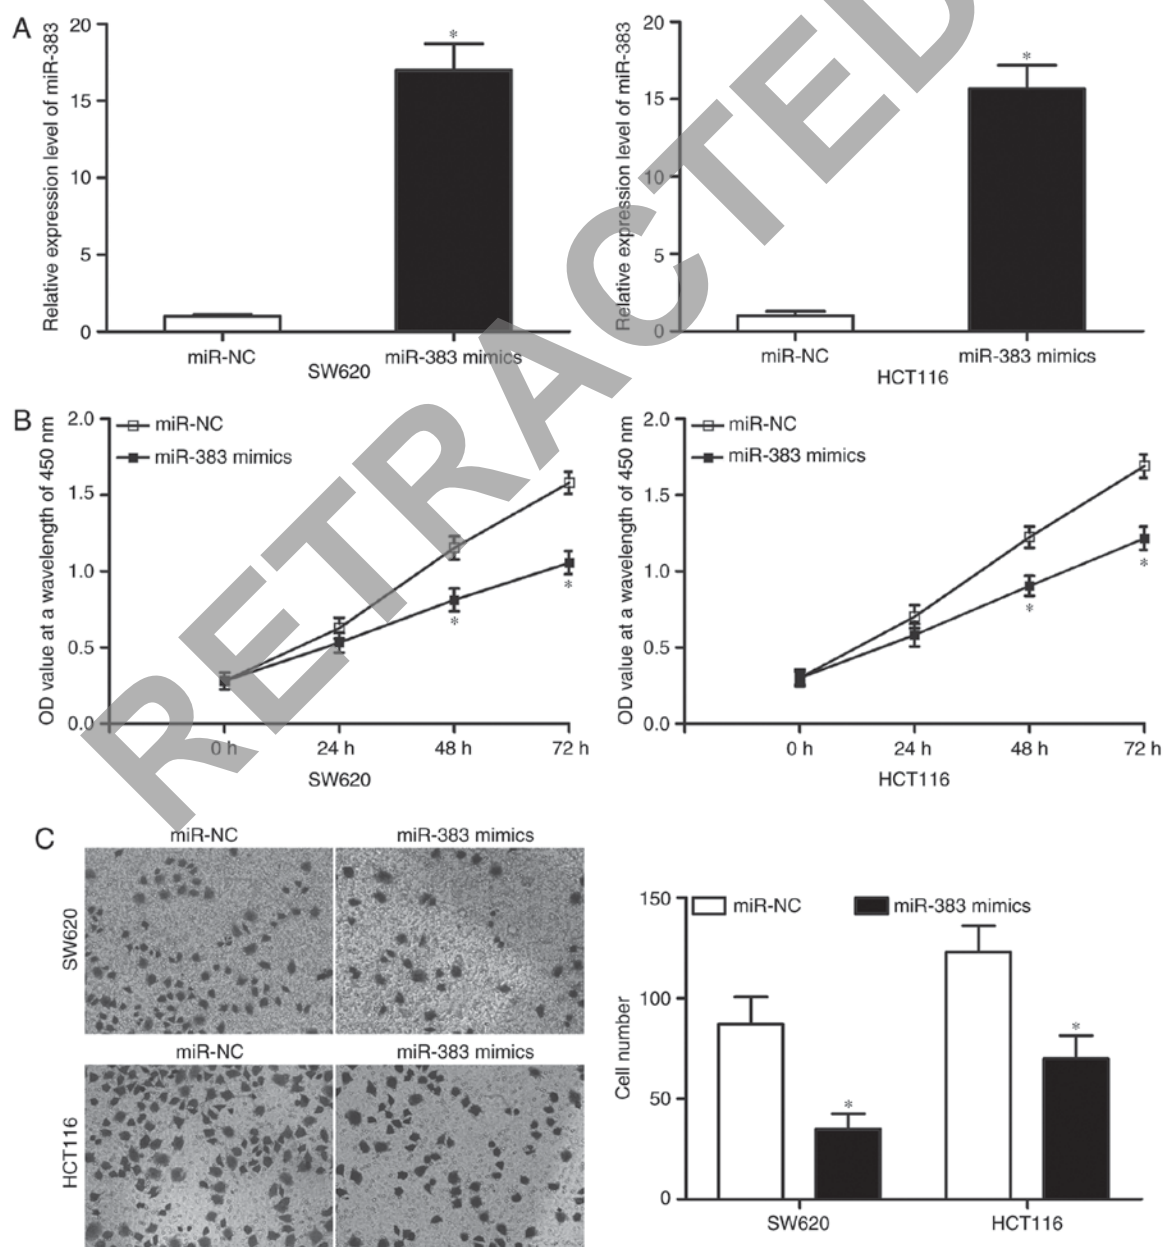 A
Relative expression level of miR-383
20
15
10
5
0
*
miR-NC
miR-383 mimics
SW620
Relative expression level of miR-383
20
15
10
5
0
*
miR-NC
miR-383 mimics
HCT116
B
OD value at a wavelength of 450 nm
2.0
1.5
1.0
0.5
0.0
miR-NC
miR-383 mimics
*
*
0 h
24 h
48 h
72 h
SW620
OD value at a wavelength of 450 nm
2.0
1.5
1.0
0.5
0.0
miR-NC
miR-383 mimics
*
*
0 h
24 h
48 h
72 h
HCT116
C
miR-NC
miR-383 mimics
SW620
miR-NC
miR-383 mimics
HCT116
Cell number
150
100
50
0
miR-NC
miR-383 mimics
*
*
SW620
HCT116
RETRACTED